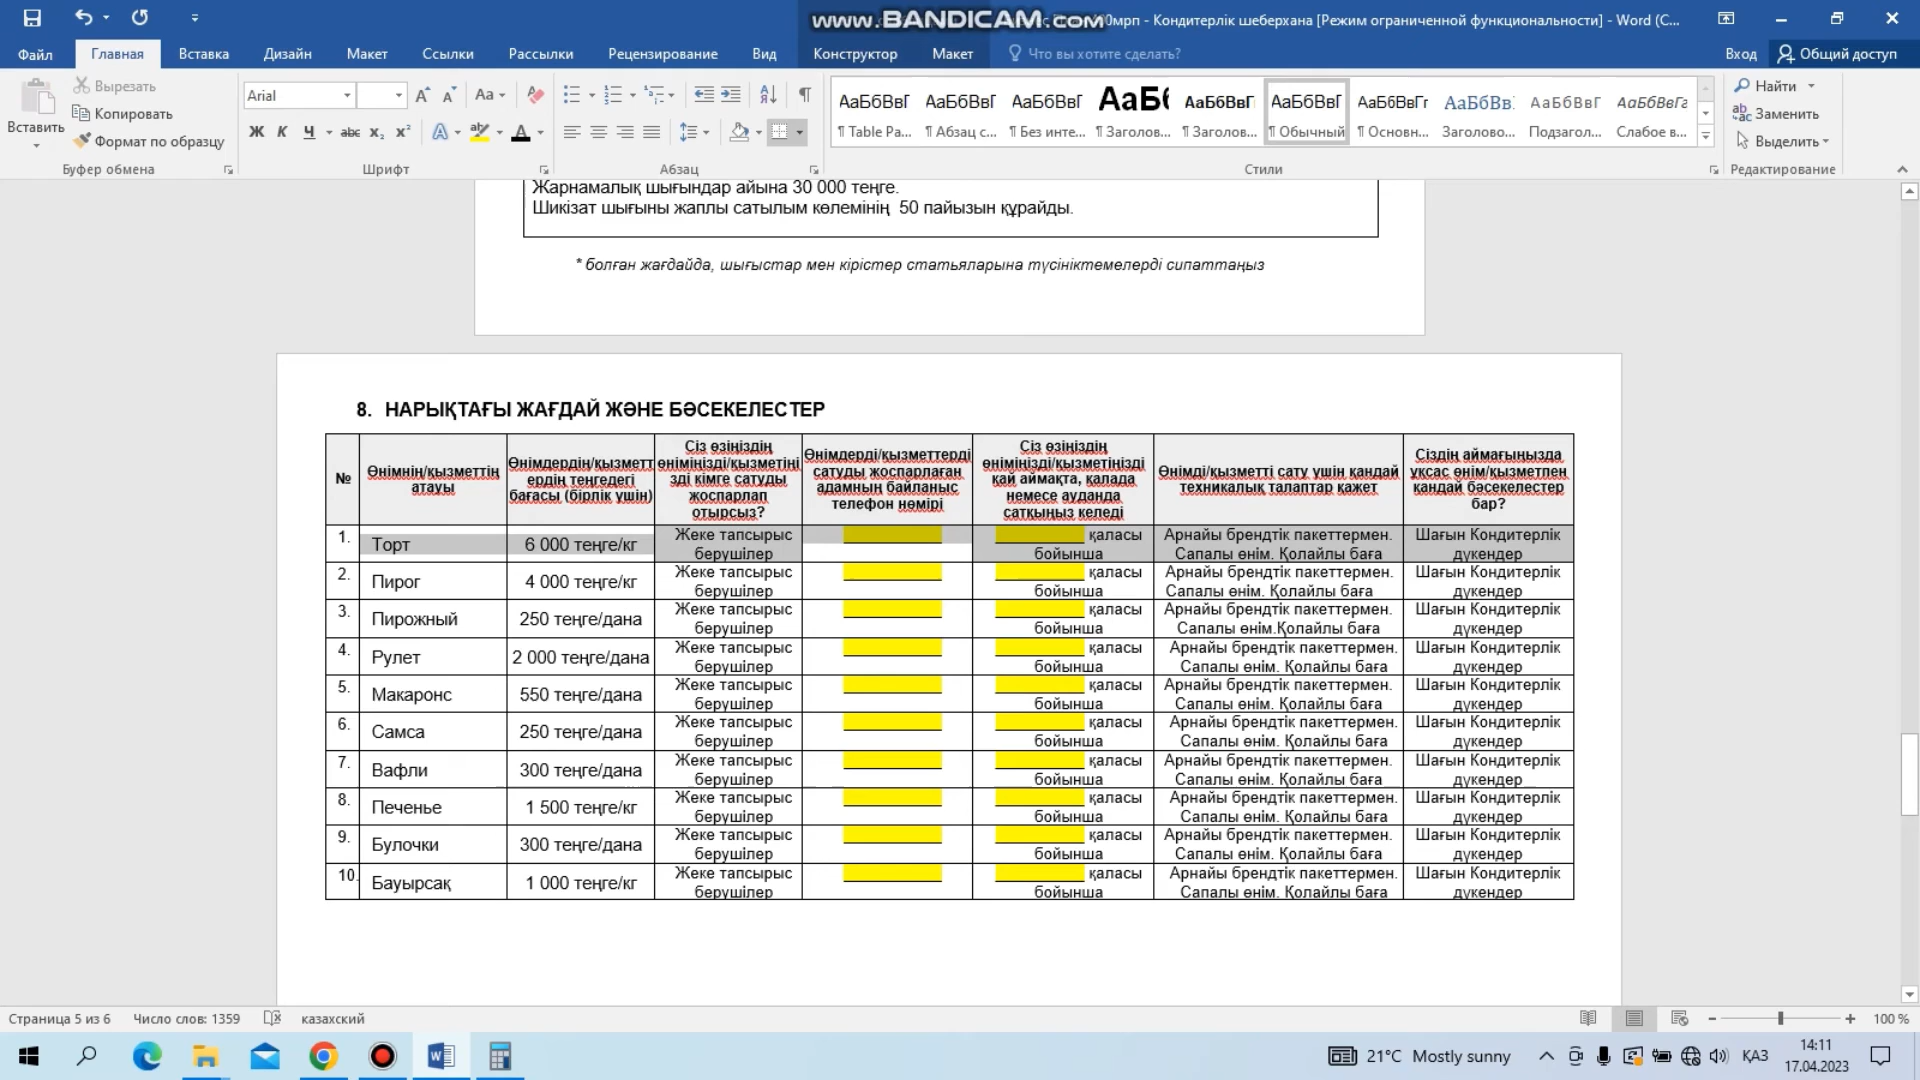 www.BANDICAM.com
00мрп - Кондитерлік шеберхана [Режим ограниченной функциональности] - Word (С...
Файл Главная Вставка Дизайн Макет Ссылки Рассылки Рецензирование Вид Конструктор Макет Что вы хотите сделать? Вход Общий доступ
Вставить
Вырезать
Копировать
Формат по образцу
Буфер обмена
Arial
Aa
Ж К Ч abc x₂ x²
Шрифт
Абзац
АаБбВвГ АаБбВвГ АаБбВвГ АаБб АаБбВвГ АаБбВвГ АаБбВвГг АаБбВв АаБбВвГ АаБбВвГг
¶ Table Pa... ¶ Абзац с... ¶ Без инте... ¶ Заголов... ¶ Заголов... ¶ Обычный ¶ Основн... Заголово... Подзагол... Слабое в...
Стили
Найти
Заменить
Выделить
Редактирование
Жарнамалық шығындар айына 30 000 теңге.
Шикізат шығыны жаплы сатылым көлемінің 50 пайызын құрайды.
* болған жағдайда, шығыстар мен кірістер статьяларына түсініктемелерді сипаттаңыз
8. НАРЫҚТАҒЫ ЖАҒДАЙ ЖӘНЕ БӘСЕКЕЛЕСТЕР
№
Өнімнің/қызметтің
атауы
Өнімдердің/қызметт
ердің теңгедегі
бағасы (бірлік үшін)
Сіз өзіңіздің
өніміңізді/қызметіңі
зді кімге сатуды
жоспарлап
отырсыз?
Өнімдерді/қызметтерді
сатуды жоспарлаған
адамның байланыс
телефон нөмірі
Сіз өзіңіздің
өніміңізді/қызметіңізді
қай аймақта, қалада
немесе ауданда
сатқыңыз келеді
Өнімді/қызметті сату үшін қандай
техникалық талаптар қажет
Сіздің аймағыңызда
ұқсас өнім/қызметпен
қандай бәсекелестер
бар?
1. Торт 6 000 теңге/кг Жеке тапсырыс берушілер қаласы бойынша Арнайы брендтік пакеттермен. Сапалы өнім. Қолайлы баға Шағын Кондитерлік дүкендер
2. Пирог 4 000 теңге/кг Жеке тапсырыс берушілер қаласы бойынша Арнайы брендтік пакеттермен. Сапалы өнім. Қолайлы баға Шағын Кондитерлік дүкендер
3. Пирожный 250 теңге/дана Жеке тапсырыс берушілер қаласы бойынша Арнайы брендтік пакеттермен. Сапалы өнім.Қолайлы баға Шағын Кондитерлік дүкендер
4. Рулет 2 000 теңге/дана Жеке тапсырыс берушілер қаласы бойынша Арнайы брендтік пакеттермен. Сапалы өнім. Қолайлы баға Шағын Кондитерлік дүкендер
5. Макаронс 550 теңге/дана Жеке тапсырыс берушілер қаласы бойынша Арнайы брендтік пакеттермен. Сапалы өнім. Қолайлы баға Шағын Кондитерлік дүкендер
6. Самса 250 теңге/дана Жеке тапсырыс берушілер қаласы бойынша Арнайы брендтік пакеттермен. Сапалы өнім. Қолайлы баға Шағын Кондитерлік дүкендер
7. Вафли 300 теңге/дана Жеке тапсырыс берушілер қаласы бойынша Арнайы брендтік пакеттермен. Сапалы өнім. Қолайлы баға Шағын Кондитерлік дүкендер
8. Печенье 1 500 теңге/кг Жеке тапсырыс берушілер қаласы бойынша Арнайы брендтік пакеттермен. Сапалы өнім. Қолайлы баға Шағын Кондитерлік дүкендер
9. Булочки 300 теңге/дана Жеке тапсырыс берушілер қаласы бойынша Арнайы брендтік пакеттермен. Сапалы өнім. Қолайлы баға Шағын Кондитерлік дүкендер
10. Бауырсақ 1 000 теңге/кг Жеке тапсырыс берушілер қаласы бойынша Арнайы брендтік пакеттермен. Сапалы өнім. Қолайлы баға Шағын Кондитерлік дүкендер
Страница 5 из 6 Число слов: 1359 казахский 100 %
21°C Mostly sunny ҚАЗ 14:11
17.04.2023